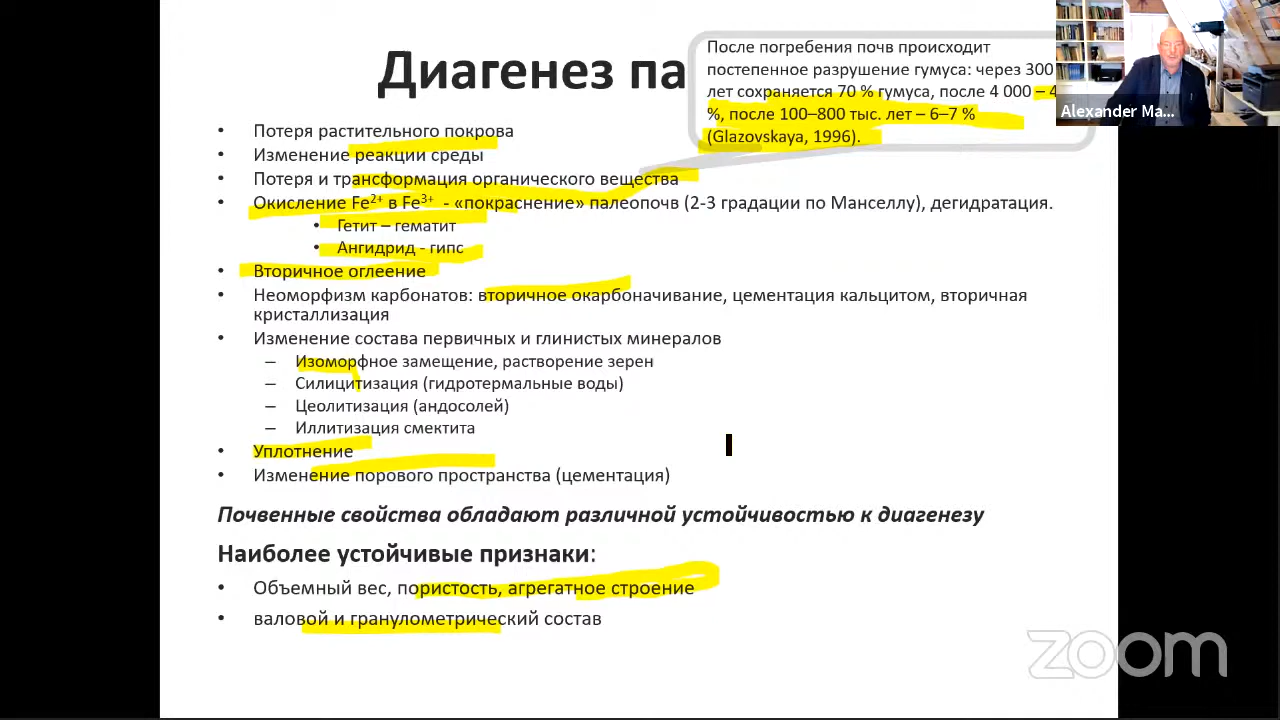 Диагенез па
После погребения почв происходит
постепенное разрушение гумуса: через 300
лет сохраняется 70 % гумуса, после 4 000 – 4
%, после 100–800 тыс. лет – 6–7 %
(Glazovskaya, 1996).
Alexander Ma...
• Потеря растительного покрова
• Изменение реакции среды
• Потеря и трансформация органического вещества
• Окисление Fe2+ в Fe3+ - «покраснение» палеопочв (2-3 градации по Манселлу), дегидратация.
• Гетит – гематит
• Ангидрид - гипс
• Вторичное оглеение
• Неоморфизм карбонатов: вторичное окарбоначивание, цементация кальцитом, вторичная
кристаллизация
• Изменение состава первичных и глинистых минералов
– Изоморфное замещение, растворение зерен
– Силицитизация (гидротермальные воды)
– Цеолитизация (андосолей)
– Иллитизация смектита
• Уплотнение
• Изменение порового пространства (цементация)
Почвенные свойства обладают различной устойчивостью к диагенезу
Наиболее устойчивые признаки:
• Объемный вес, пористость, агрегатное строение
• валовой и гранулометрический состав
zoom